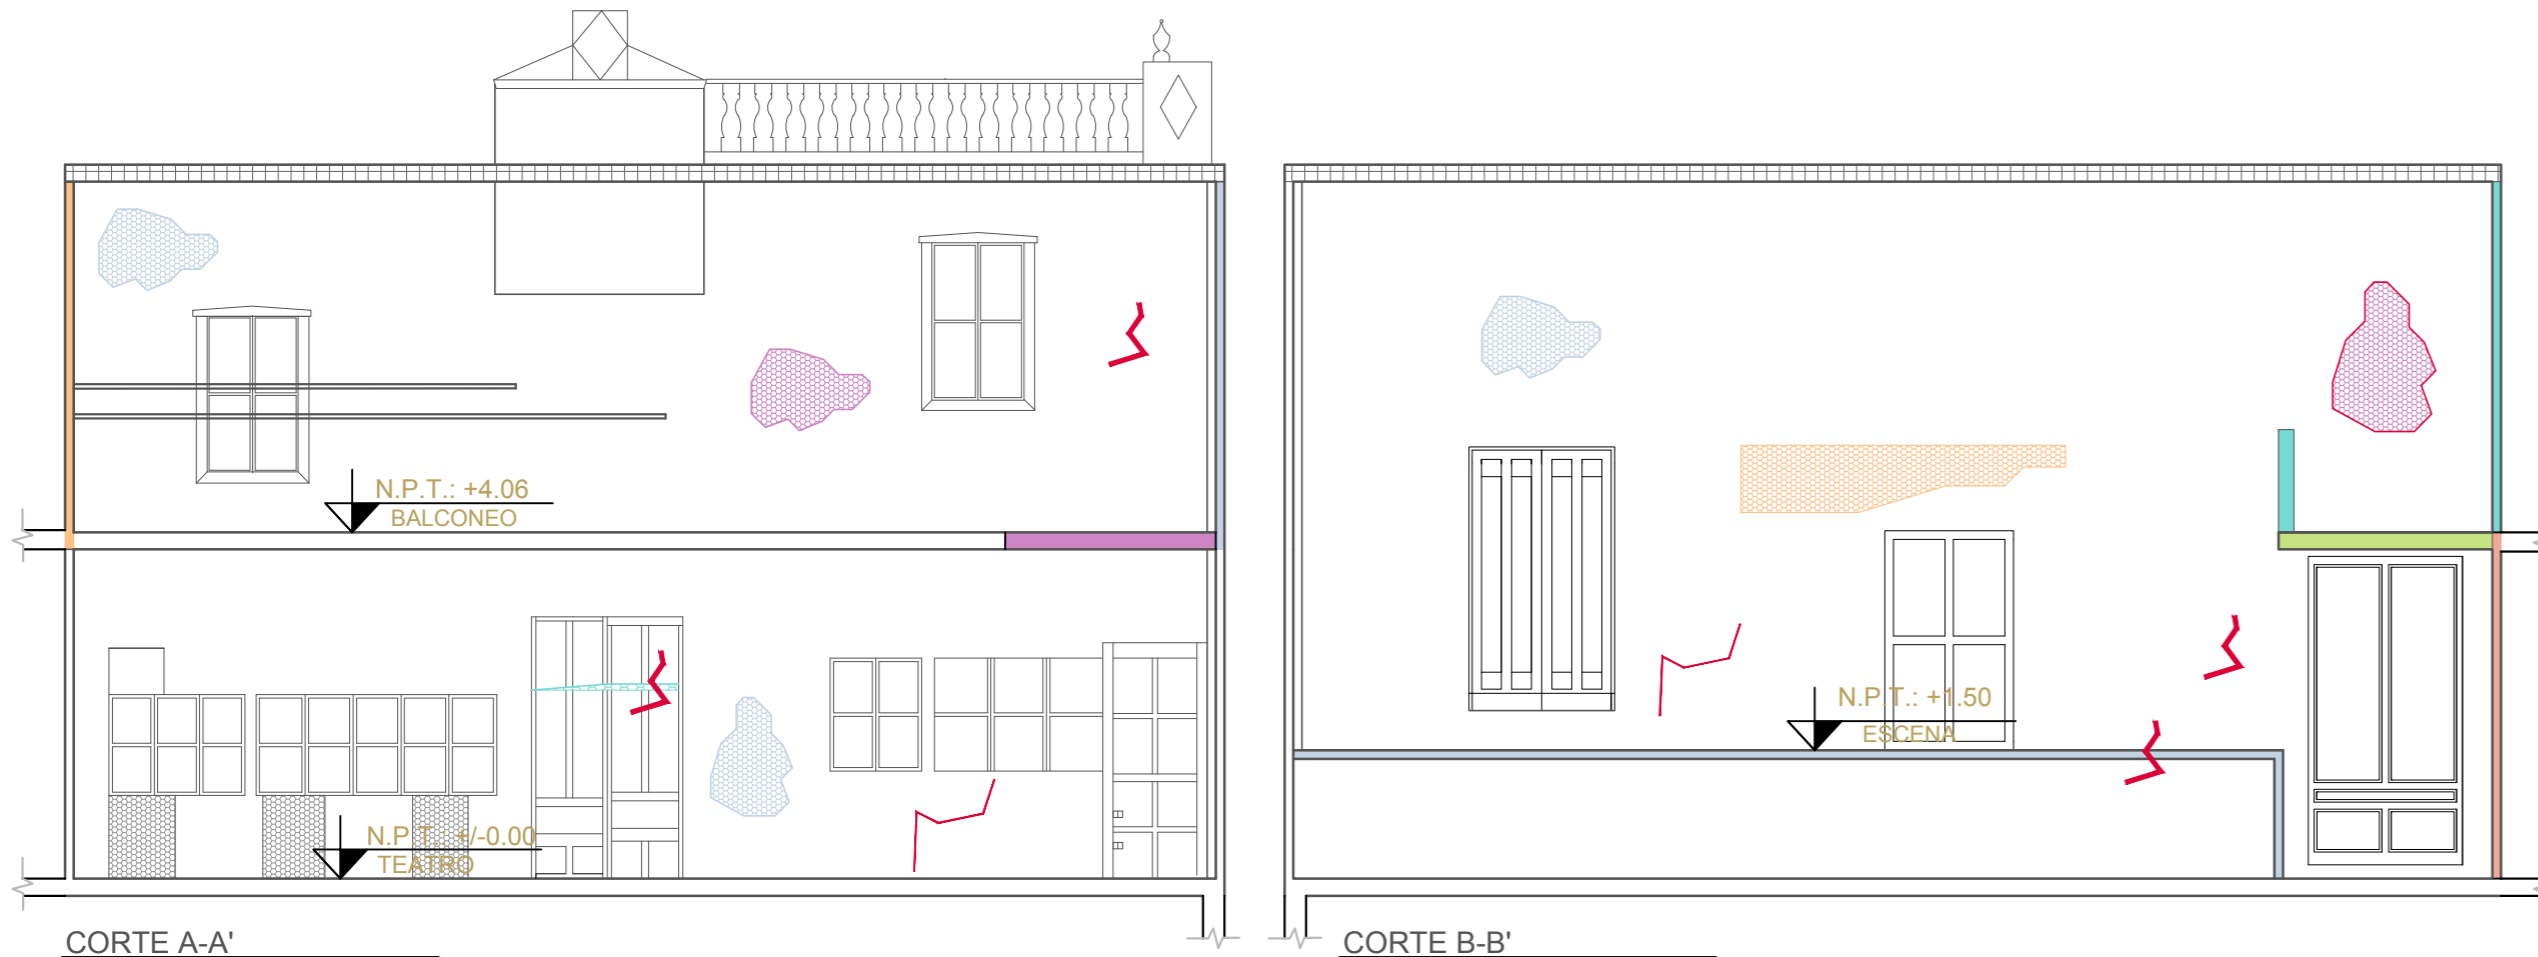 N.P.T.: +4.06
BALCONEO
N.P.T.: +/-0.00
TEATRO
CORTE A-A'
N.P.T.: +1.50
ESCENA
CORTE B-B'